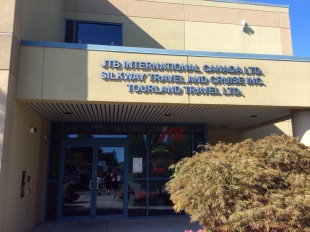 JTB INTERNATIONAL CANADA LTD.
SILKWAY TRAVEL AND CRUISE INC.
TOURLAND TRAVEL LTD.